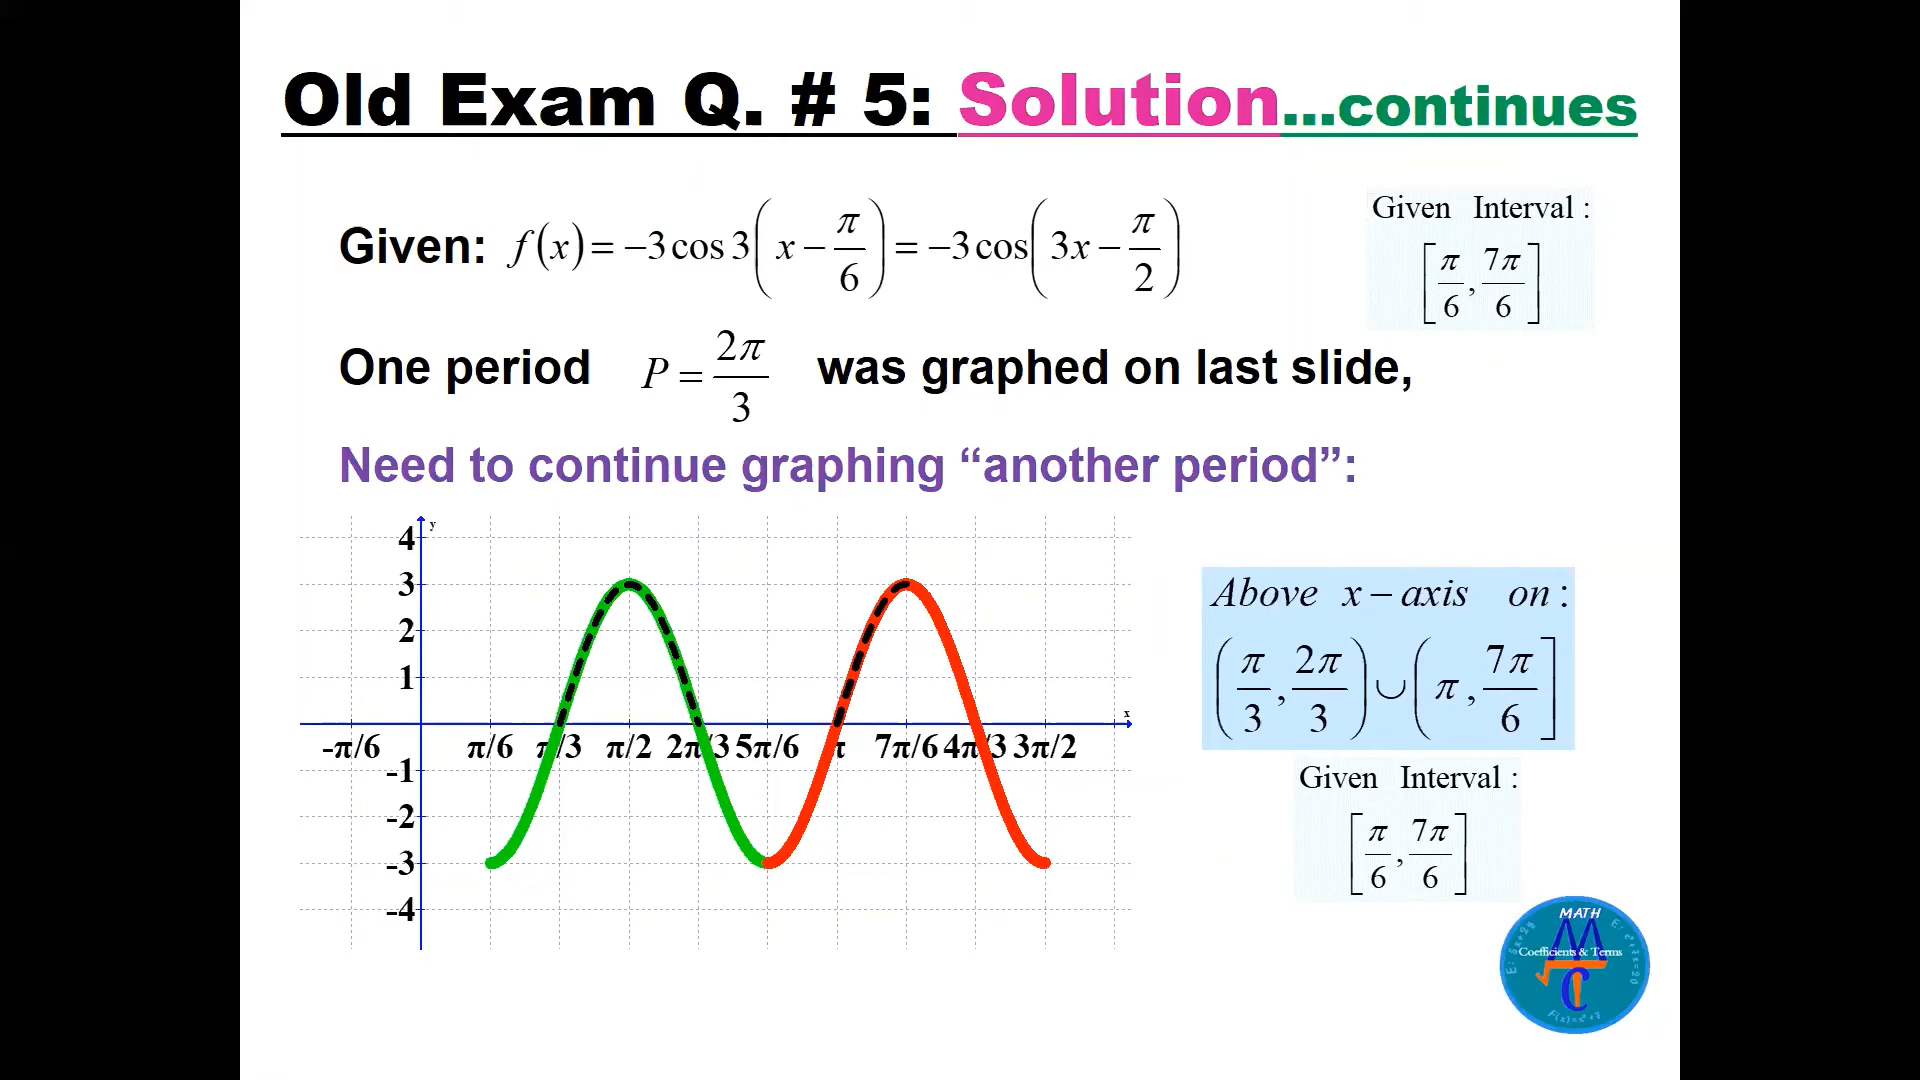 Old Exam Q. # 5: Solution...continues
Given: f(x) = −3 cos 3(x − π/6) = −3 cos(3x − π/2)
Given Interval :
[π/6, 7π/6]
One period P = 2π/3 was graphed on last slide,
Need to continue graphing “another period”:
y
4
3
2
1
x
-π/6 π/6 π/3 π/2 2π/3 5π/6 π 7π/6 4π/3 3π/2
-1
-2
-3
-4
Above x − axis on :
(π/3, 2π/3) ∪ (π, 7π/6]
Given Interval :
[π/6, 7π/6]
MATH
M
Coefficients & Terms
C